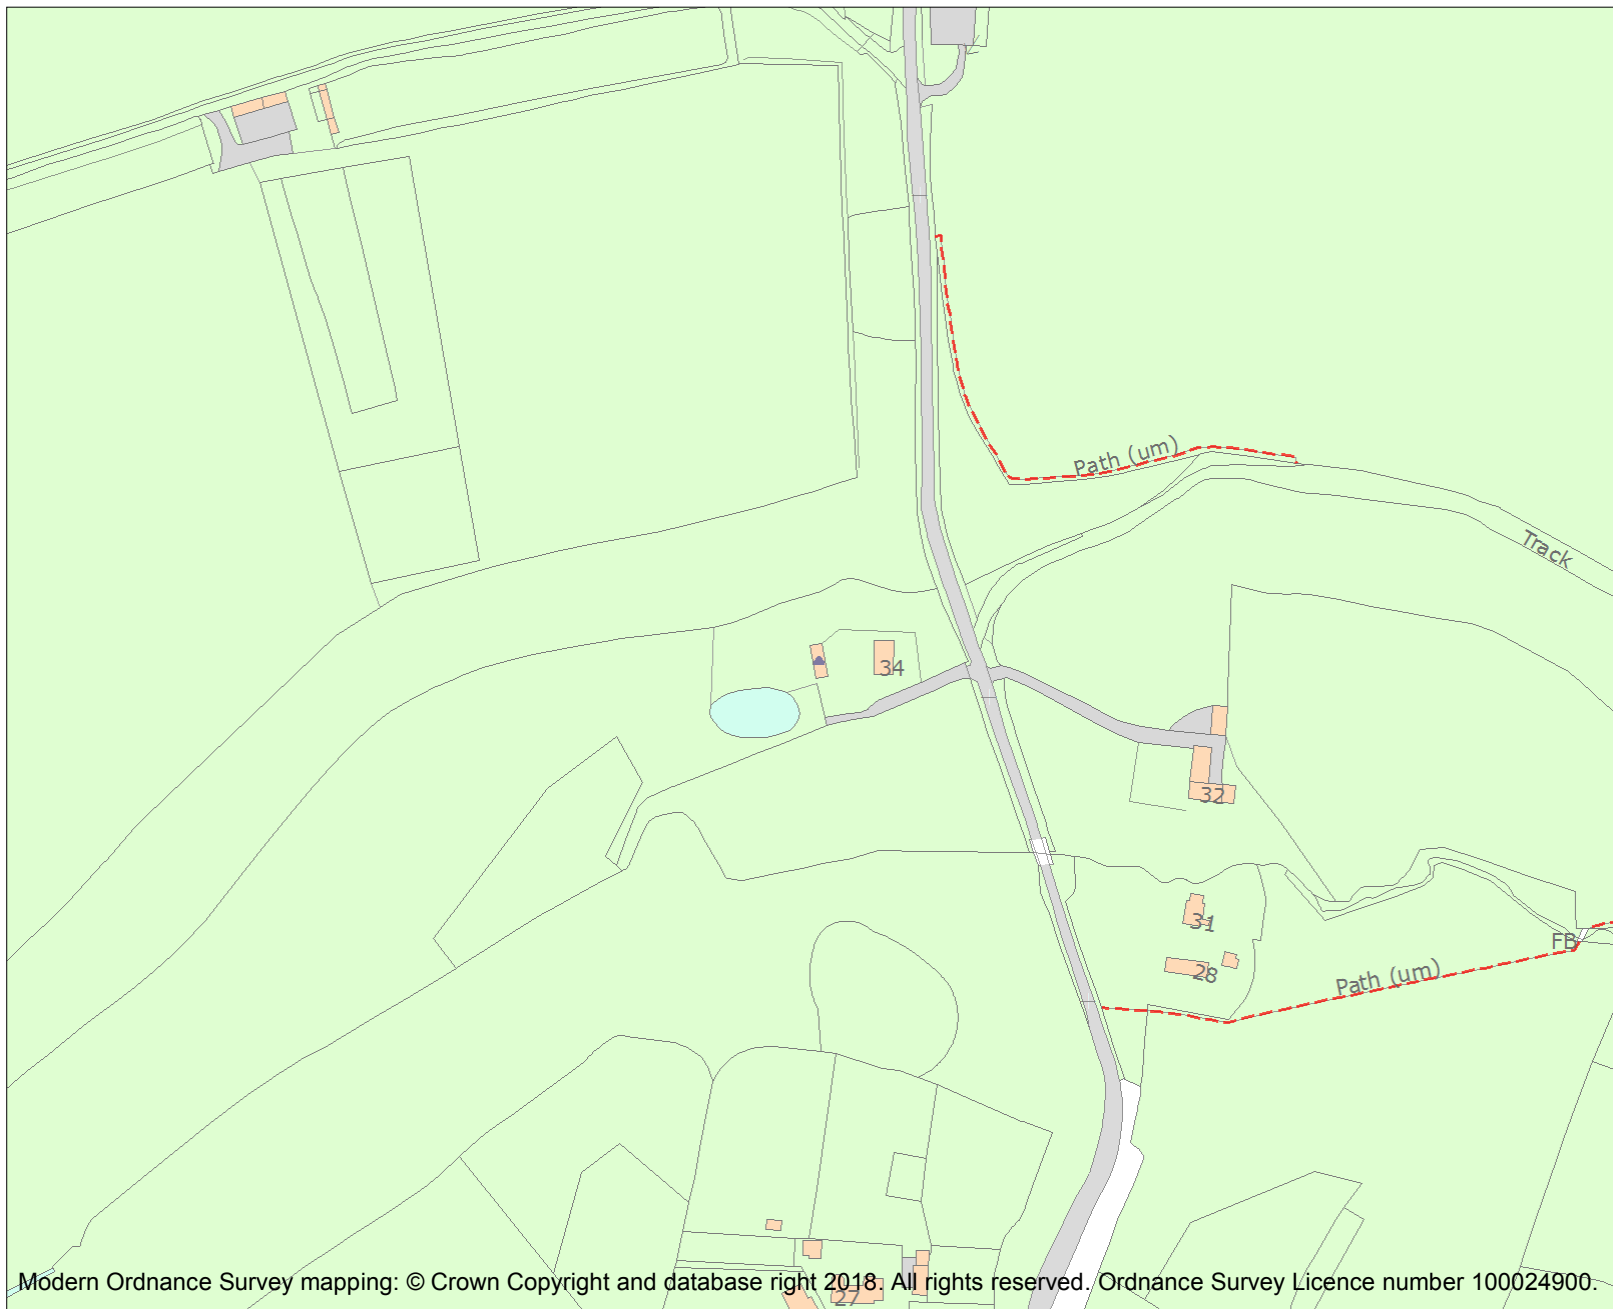 Path (um)
Track
34
32
31
FB
28
Path (um)
Modern Ordnance Survey mapping: © Crown Copyright and database right 2018. All rights reserved. Ordnance Survey Licence number 100024900.
27